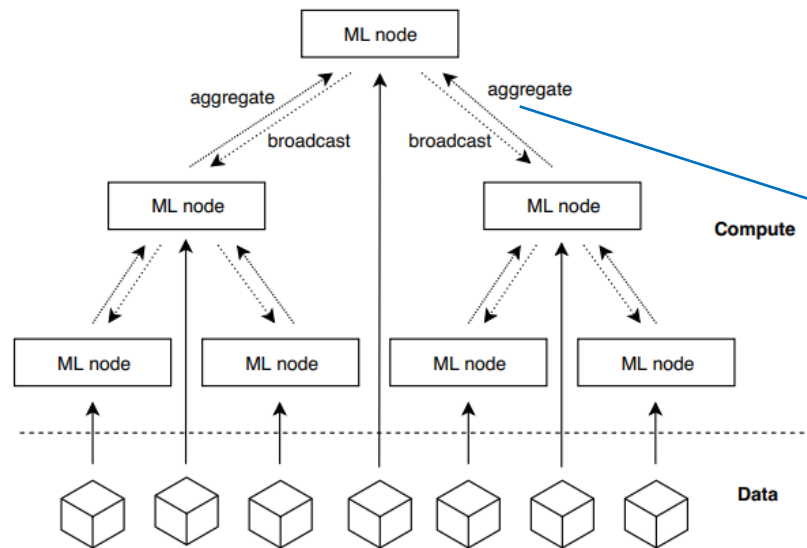 ML node
aggregate
aggregate
broadcast
broadcast
ML node
ML node
Compute
ML node
ML node
ML node
ML node
Data